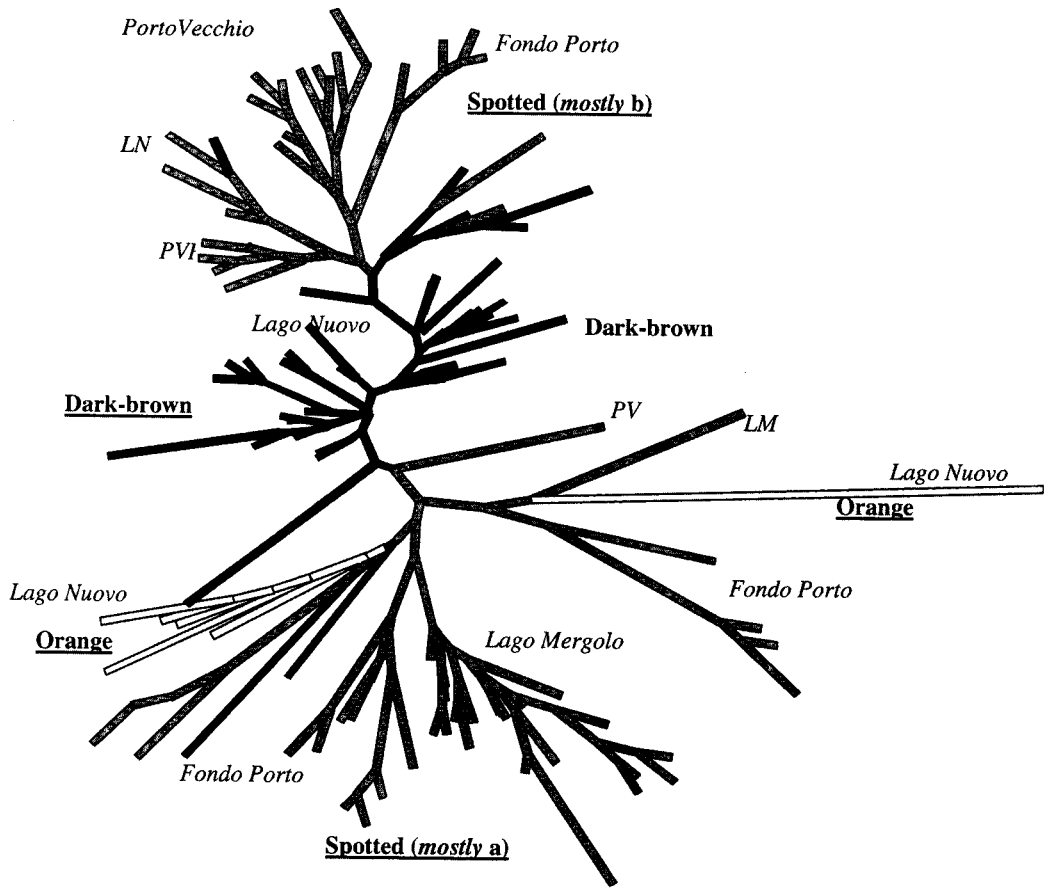 PortoVecchio
Fondo Porto
Spotted (mostly b)
LN
PV
Lago Nuovo
Dark-brown
Dark-brown
PV
LM
Lago Nuovo
Orange
Lago Nuovo
Orange
Fondo Porto
Lago Mergolo
Fondo Porto
Spotted (mostly a)